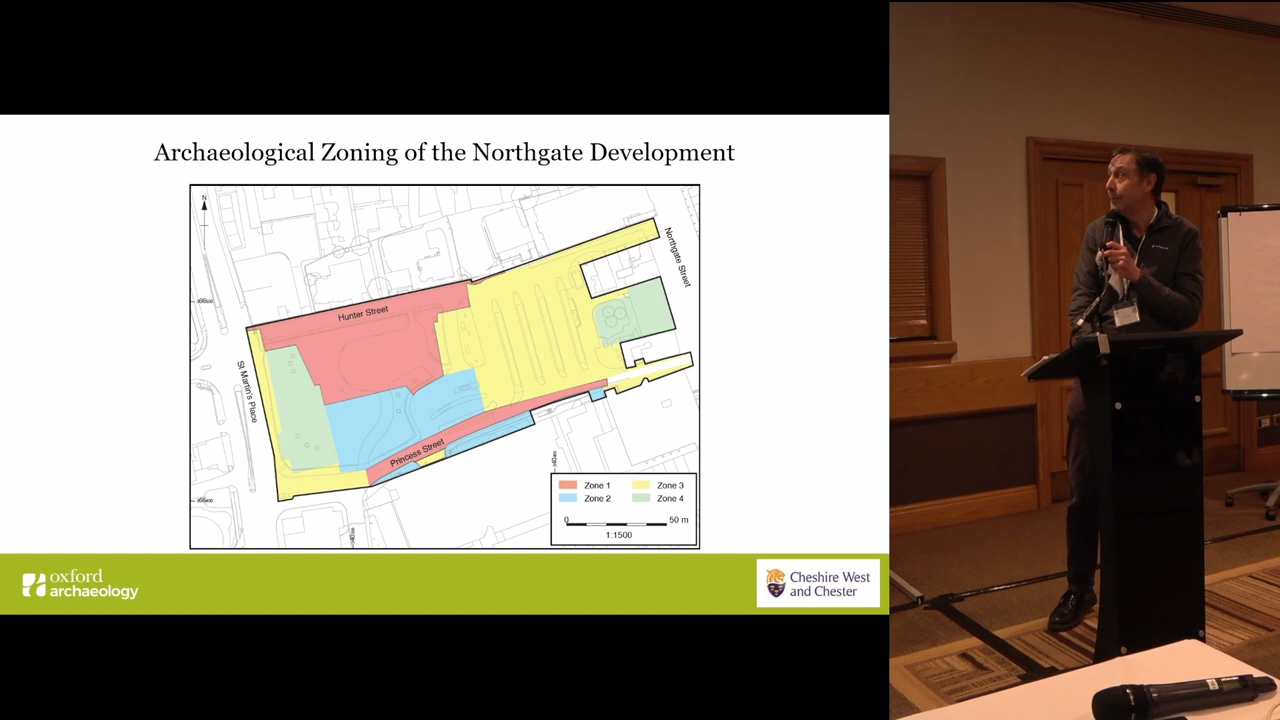 Archaeological Zoning of the Northgate Development
N
Northgate Street
Hunter Street
St Martin's Place
Princess Street
Zone 1
Zone 3
Zone 2
Zone 4
0
50 m
1:1500
oxford
archaeology
Cheshire West
and Chester